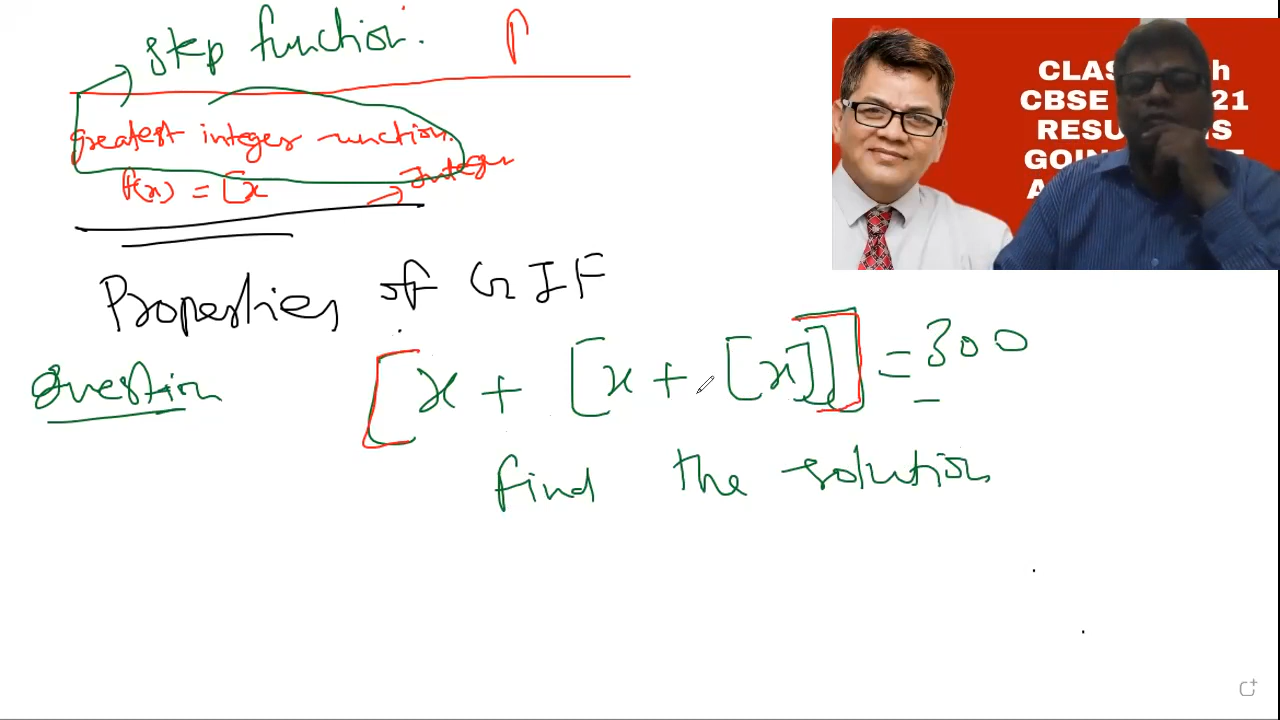 step function.
greatest integer function.
f(x) = [x
Integer
Properties of GIF
Question
[x + [x + [x]]] = 300
find the solution
CLAS h
CBSE 21
RESU S
GOIN
A